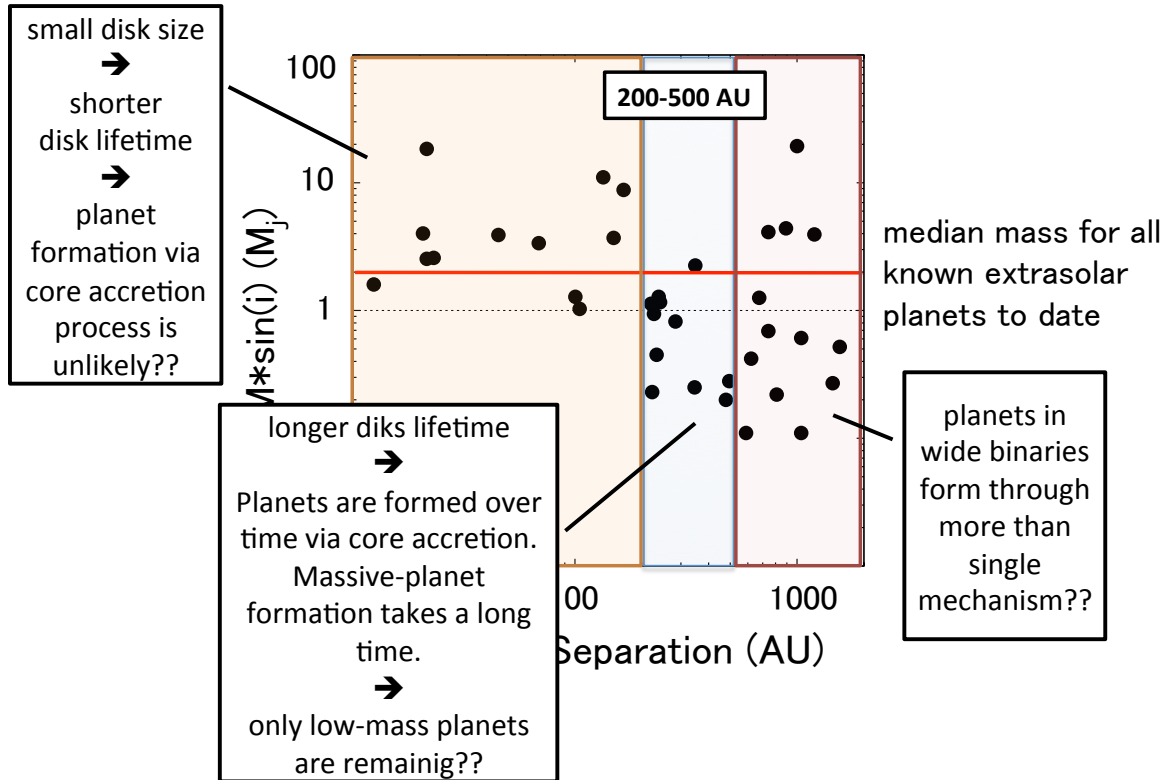 small disk size
➔
shorter
disk lifetime
➔
planet
formation via
core accretion
process is
unlikely??
100
10
1
M*sin(i) (Mj)
200-500 AU
median mass for all
known extrasolar
planets to date
longer diks lifetime
➔
Planets are formed over
time via core accretion.
Massive-planet
formation takes a long
time.
➔
only low-mass planets
are remainig??
planets in
wide binaries
form through
more than
single
mechanism??
00
1000
Separation (AU)